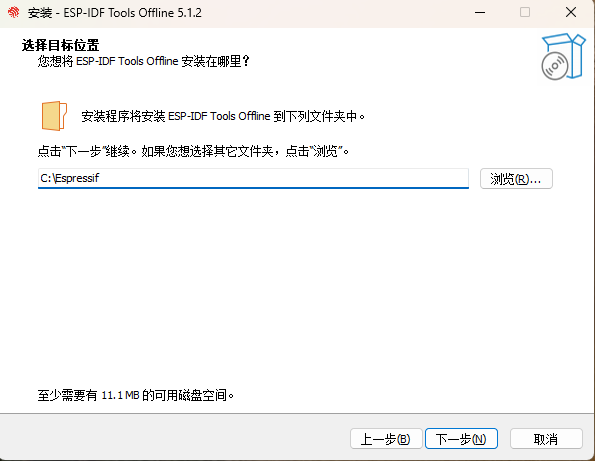 安装 - ESP-IDF Tools Offline 5.1.2
选择目标位置
您想将 ESP-IDF Tools Offline 安装在哪里？
安装程序将安装 ESP-IDF Tools Offline 到下列文件夹中。
点击“下一步”继续。如果您想选择其它文件夹，点击“浏览”。
C:\Espressif
浏览(R)...
至少需要有 11.1 MB 的可用磁盘空间。
上一步(B) 下一步(N) 取消